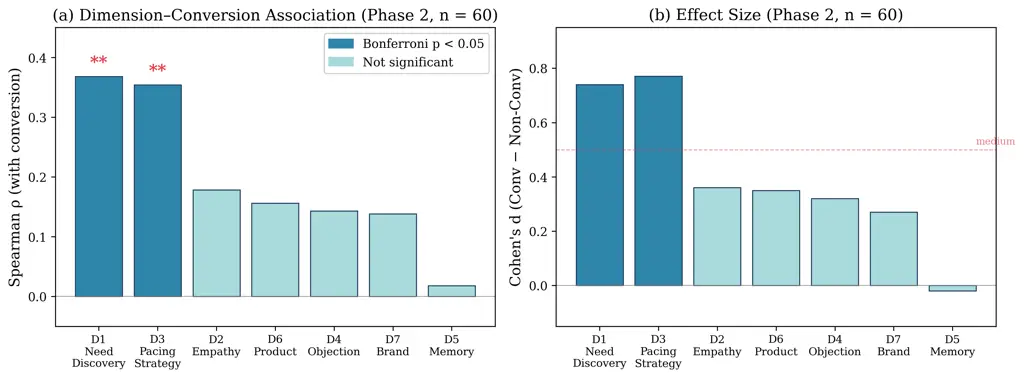 (a) Dimension–Conversion Association (Phase 2, n = 60)
Spearman ρ (with conversion)
0.4
0.3
0.2
0.1
0.0
**
**
Bonferroni p < 0.05
Not significant
D1
Need
Discovery
D3
Pacing
Strategy
D2
Empathy
D6
Product
D4
Objection
D7
Brand
D5
Memory
(b) Effect Size (Phase 2, n = 60)
Cohen's d (Conv − Non-Conv)
0.8
0.6
0.4
0.2
0.0
medium
D1
Need
Discovery
D3
Pacing
Strategy
D2
Empathy
D6
Product
D4
Objection
D7
Brand
D5
Memory